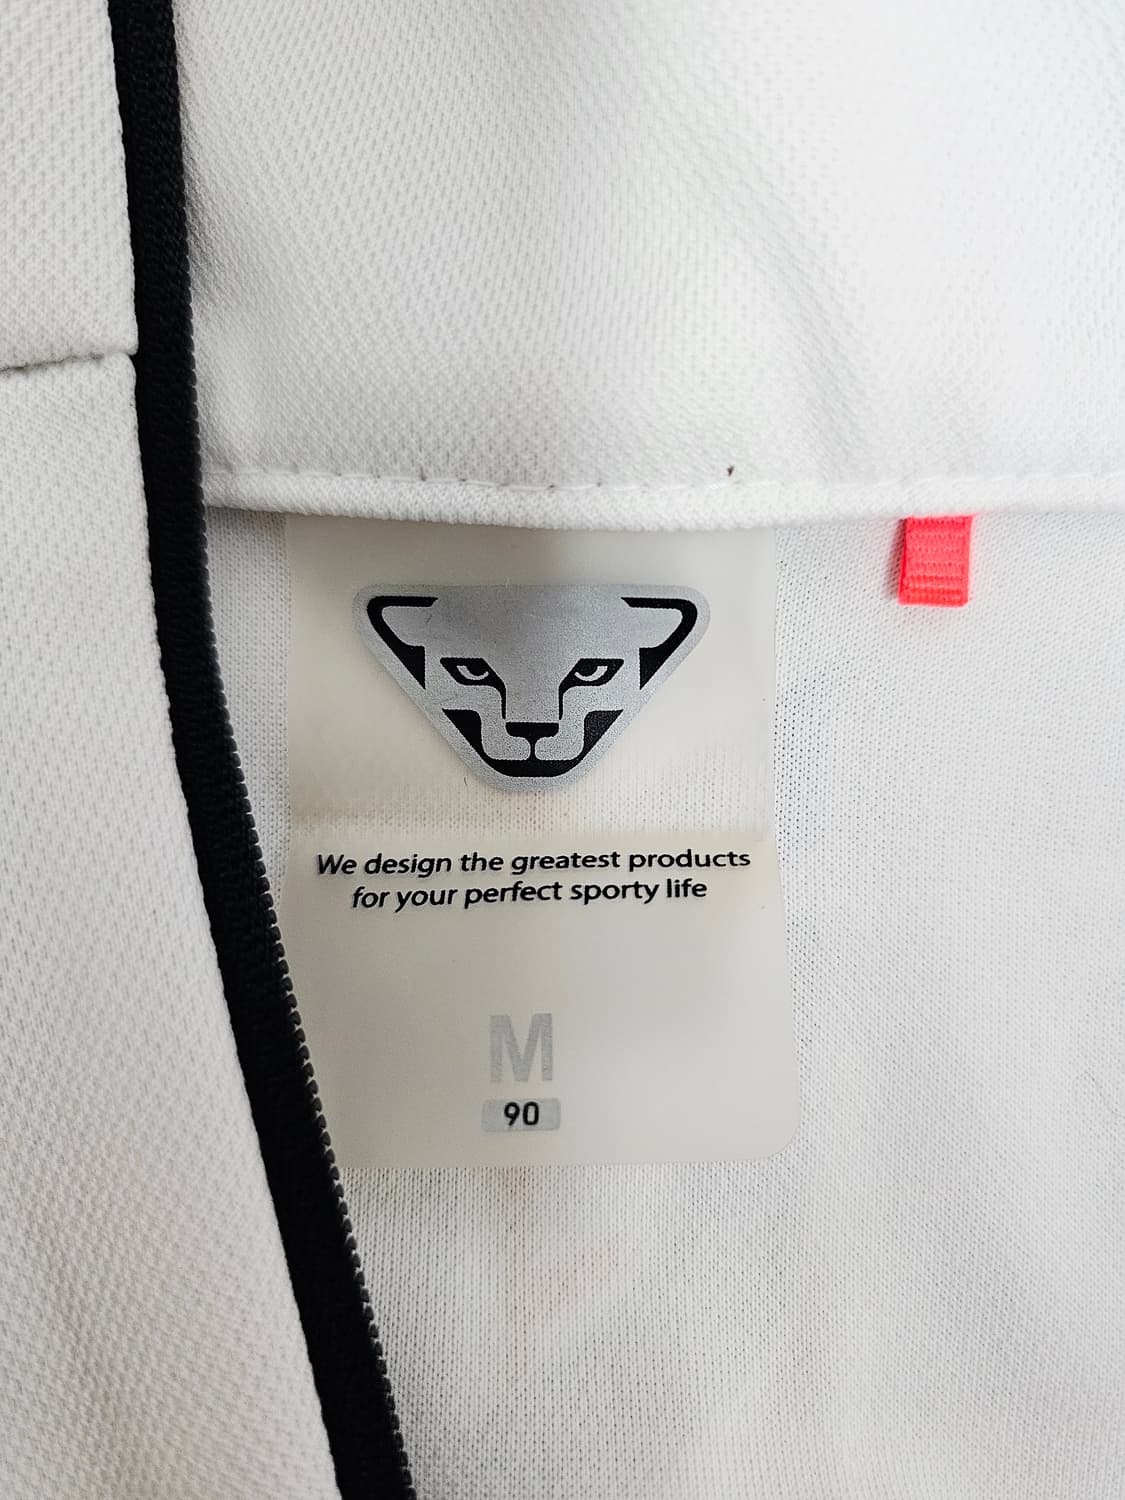 We design the greatest products
for your perfect sporty life
M
90